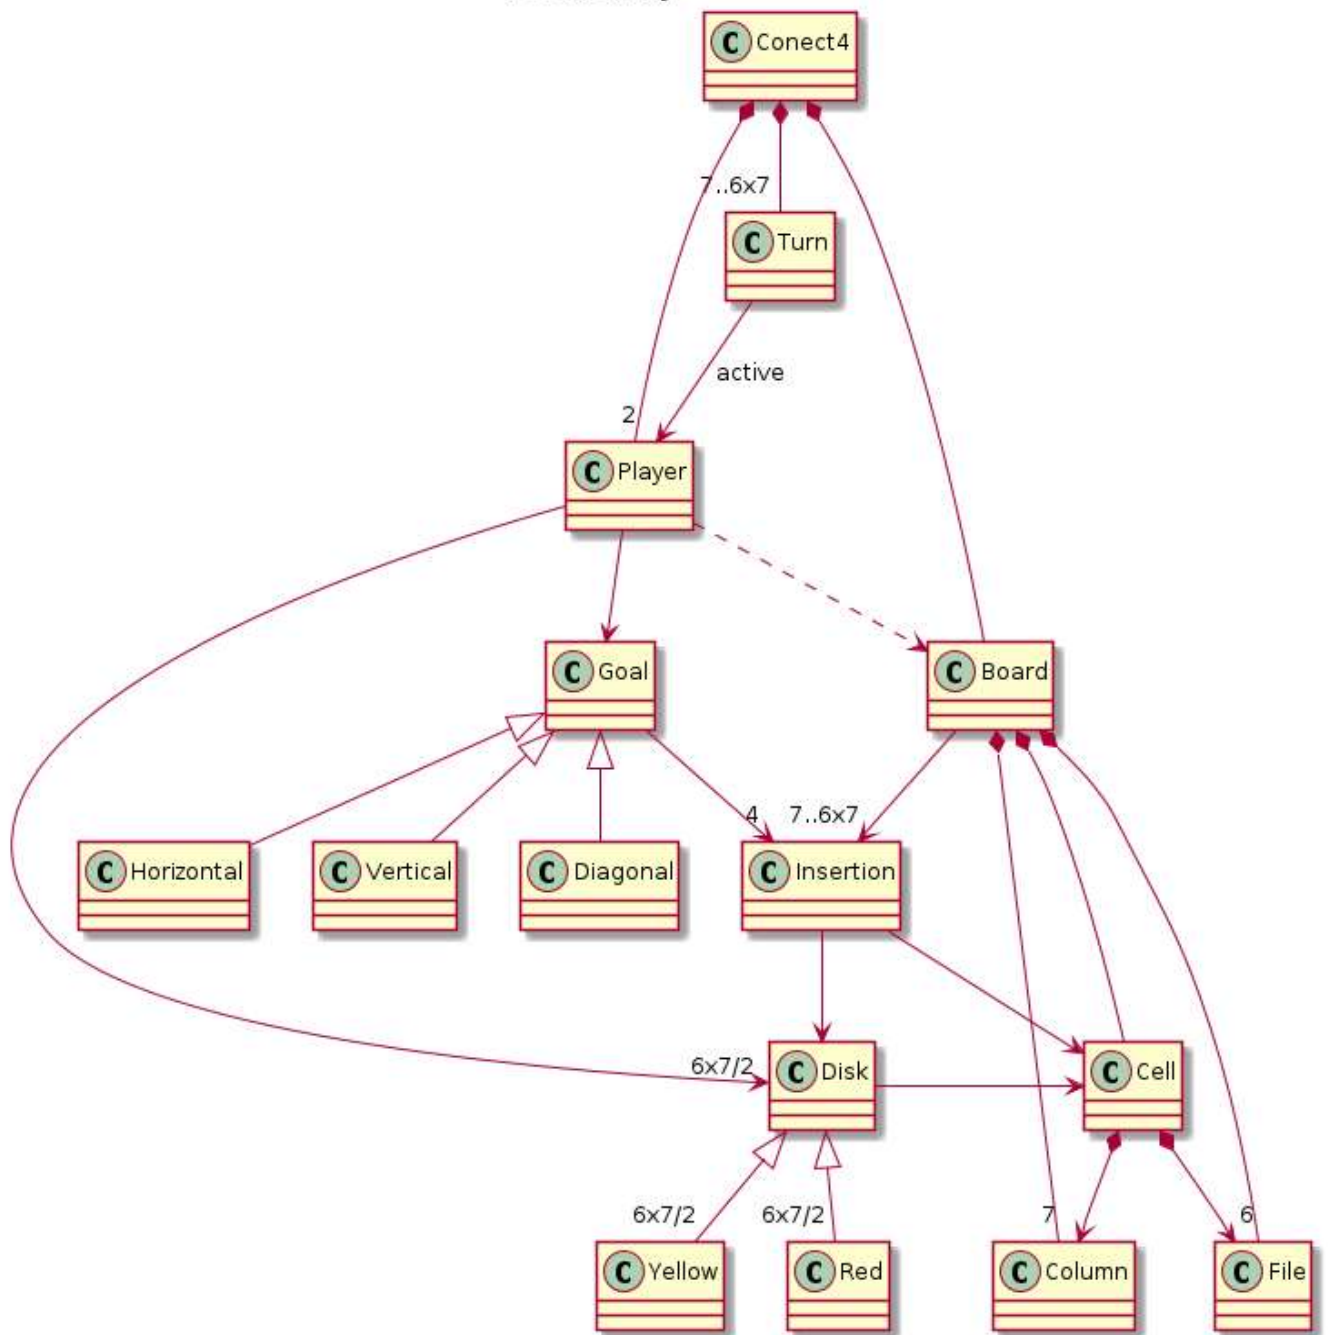 C Conect4
7..6x7
C Turn
active
2
C Player
C Goal
C Board
4
7..6x7
C Horizontal
C Vertical
C Diagonal
C Insertion
6x7/2
C Disk
C Cell
6x7/2
6x7/2
7
6
C Yellow
C Red
C Column
C File